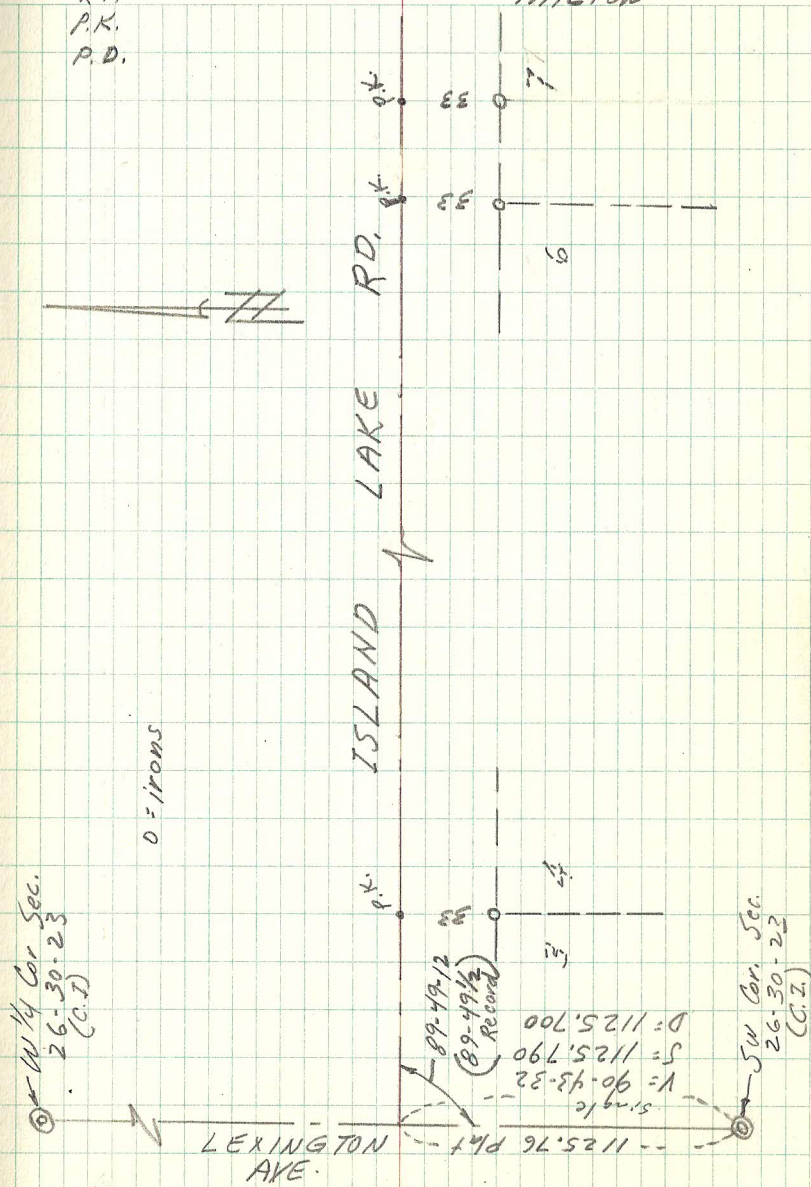 P.K.
P.D.
P.K.
33
7
P.K.
33
6
ISLAND LAKE RD.
O = irons
P.K.
33
W 1/4 Cor Sec.
26-30-23
(C.I.)
89-49-12
(89-49 1/2)
Record
single
V = 90-43-32
S = 1125.790
D = 1125.700
1125.76 Plat
SW Cor. Sec.
26-30-23
(C.I.)
LEXINGTON
AVE.